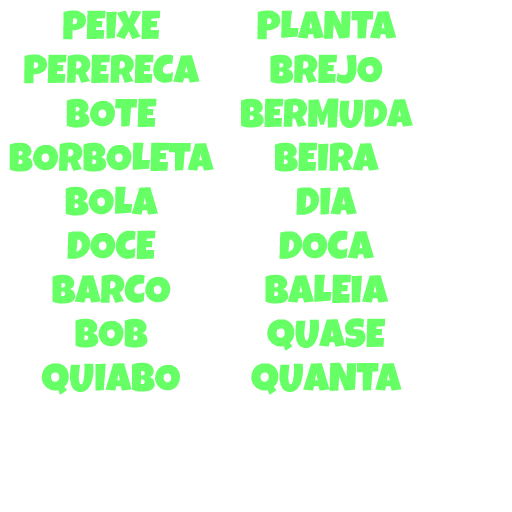 PEIXE
PERERECA
BOTE
BORBOLETA
BOLA
DOCE
BARCO
BOB
QUIABO
PLANTA
BREJO
BERMUDA
BEIRA
DIA
DOCA
BALEIA
QUASE
QUANTA